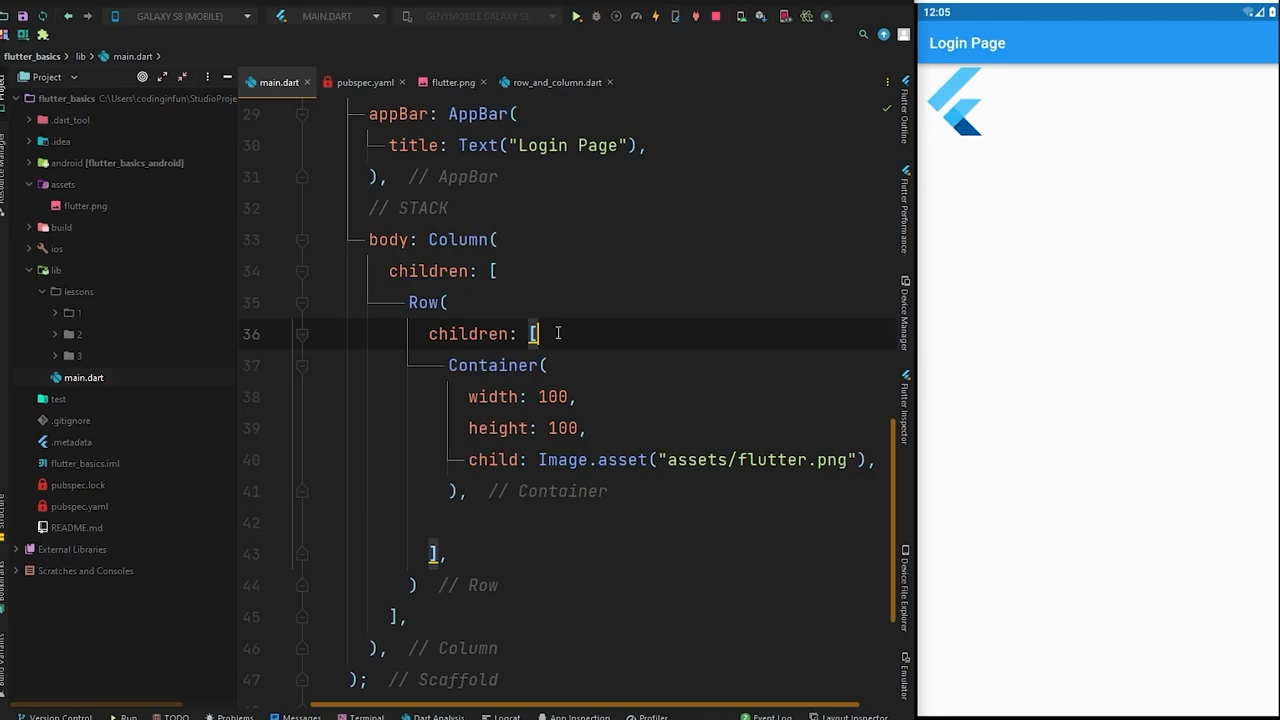 GALAXY S8 (MOBILE) MAIN.DART GENYMOBILE GALAXY S8 (MOBILE)
flutter_basics lib main.dart
Project main.dart pubspec.yaml flutter.png row_and_column.dart
flutter_basics C:\Users\codinginfun\StudioProje
.dart_tool
.idea
android [flutter_basics_android]
assets
flutter.png
build
ios
lib
lessons
1
2
3
main.dart
test
.gitignore
.metadata
flutter_basics.iml
pubspec.lock
pubspec.yaml
README.md
External Libraries
Scratches and Consoles
29 appBar: AppBar(
30 title: Text("Login Page"),
31 ), // AppBar
32 // STACK
33 body: Column(
34 children: [
35 Row(
36 children: [
37 Container(
38 width: 100,
39 height: 100,
40 child: Image.asset("assets/flutter.png"),
41 ), // Container
42
43 ],
44 ) // Row
45 ],
46 ), // Column
47 ); // Scaffold
Resource Manager
Flutter Outline
Flutter Performance
Device Manager
Flutter Inspector
Device File Explorer
Emulator
Version Control Run TODO Problems Messages Terminal Dart Analysis Logcat App Inspection Profiler Event Log Layout Inspector
12:05
Login Page